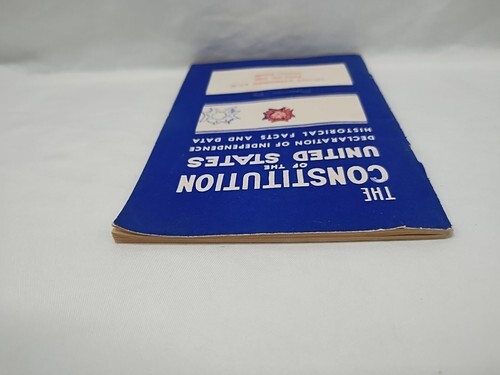 THE
CONSTITUTION
OF THE
UNITED STATES
DECLARATION OF INDEPENDENCE
HISTORICAL FACTS AND DATA